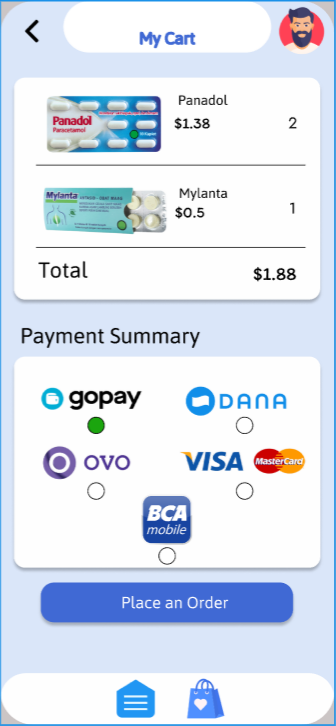 My Cart
Panadol
Panadol
Paracetamol
$1.38
2
Mylanta
Mylanta
$0.5
1
Total
$1.88
Payment Summary
gopay
DANA
OVO
VISA
MasterCard
BCA
mobile
Place an Order